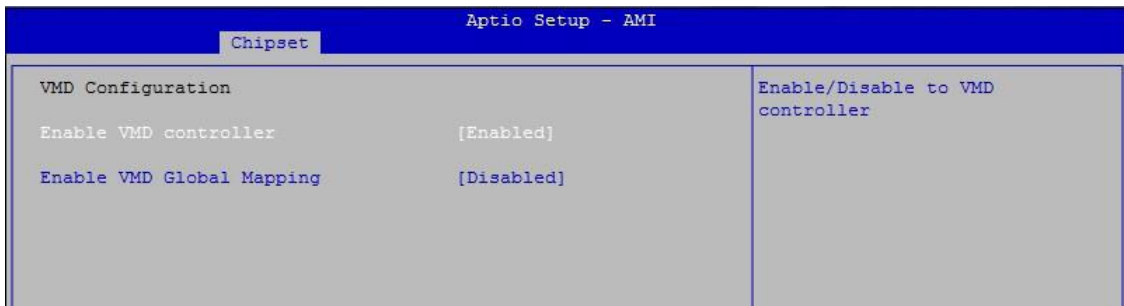 Aptio Setup - AMI
Chipset
VMD Configuration
Enable VMD controller [Enabled]
Enable VMD Global Mapping [Disabled]
Enable/Disable to VMD
controller